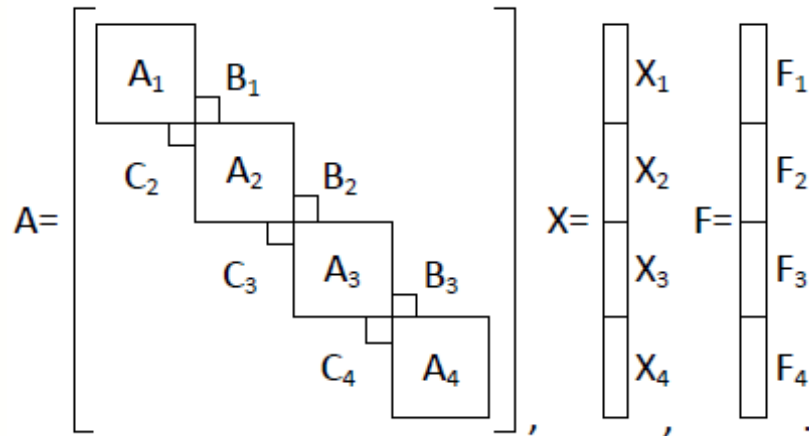 A₁ B₁ X₁ F₁
C₂ A₂ B₂ X₂ F₂
A= X= F=
C₃ A₃ B₃ X₃ F₃
C₄ A₄ X₄ F₄
, , .